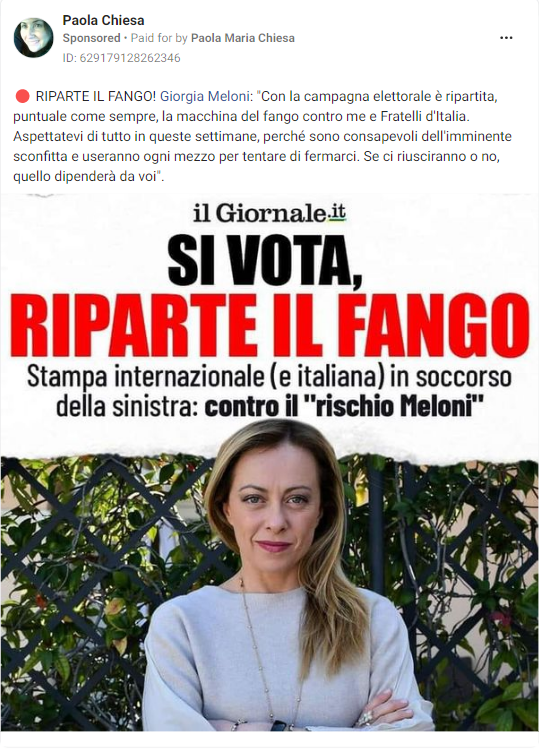 Paola Chiesa
Sponsored • Paid for by Paola Maria Chiesa
ID: 629179128262346
🔴 RIPARTE IL FANGO! Giorgia Meloni: "Con la campagna elettorale è ripartita,
puntuale come sempre, la macchina del fango contro me e Fratelli d'Italia.
Aspettatevi di tutto in queste settimane, perché sono consapevoli dell'imminente
sconfitta e useranno ogni mezzo per tentare di fermarci. Se ci riusciranno o no,
quello dipenderà da voi".
il Giornale.it
SI VOTA,
RIPARTE IL FANGO
Stampa internazionale (e italiana) in soccorso
della sinistra: contro il "rischio Meloni"